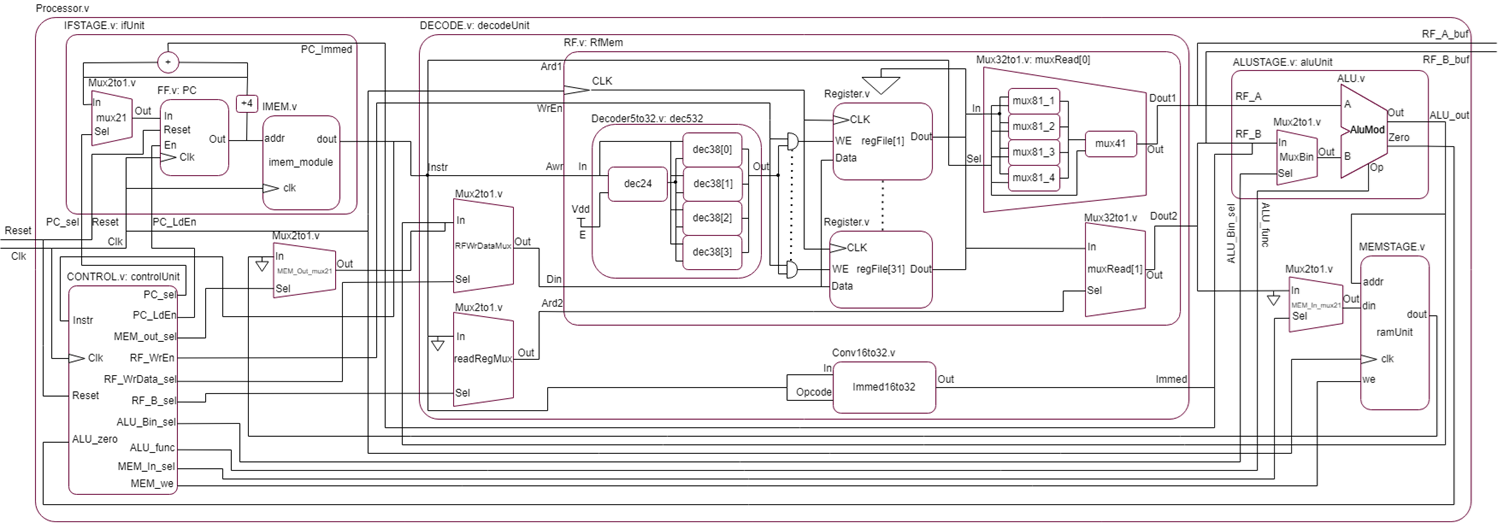 Processor.v
IFSTAGE.v: ifUnit
PC_Immed
+
Mux2to1.v
In
mux21
Sel
Out
FF.v: PC
In
Reset
En
Clk
Out
+4
IMEM.v
addr
dout
imem_module
clk
PC_sel
Reset
PC_LdEn
Clk
Reset
Clk
CONTROL.v: controlUnit
PC_sel
PC_LdEn
Instr
MEM_out_sel
Clk
RF_WrEn
RF_WrData_sel
Reset
RF_B_sel
ALU_Bin_sel
ALU_zero
ALU_func
MEM_In_sel
MEM_we
Mux2to1.v
In
MEM_Out_mux21
Sel
Out
DECODE.v: decodeUnit
Instr
Mux2to1.v
In
RFWrDataMux
Sel
Out
Mux2to1.v
In
readRegMux
Sel
Out
RF.v: RfMem
Ard1
CLK
WrEn
Awr
Din
Ard2
Decoder5to32.v: dec532
In
dec24
dec38[0]
dec38[1]
dec38[2]
dec38[3]
Out
Vdd
E
Register.v
CLK
WE
regFile[1]
Dout
Data
Register.v
CLK
WE
regFile[31]
Dout
Data
Mux32to1.v: muxRead[0]
In
mux81_1
mux81_2
mux81_3
mux81_4
mux41
Sel
Out
Dout1
Mux32to1.v
In
muxRead[1]
Sel
Out
Dout2
Conv16to32.v
In
Opcode
Immed16to32
Out
Immed
RF_A_buf
RF_B_buf
ALUSTAGE.v: aluUnit
RF_A
RF_B
Mux2to1.v
In
MuxBin
Sel
Out
ALU.v
A
AluMod
B
Out
Zero
Op
ALU_out
ALU_Bin_sel
ALU_func
Mux2to1.v
In
MEM_In_mux21
Sel
Out
MEMSTAGE.v
addr
din
dout
ramUnit
clk
we